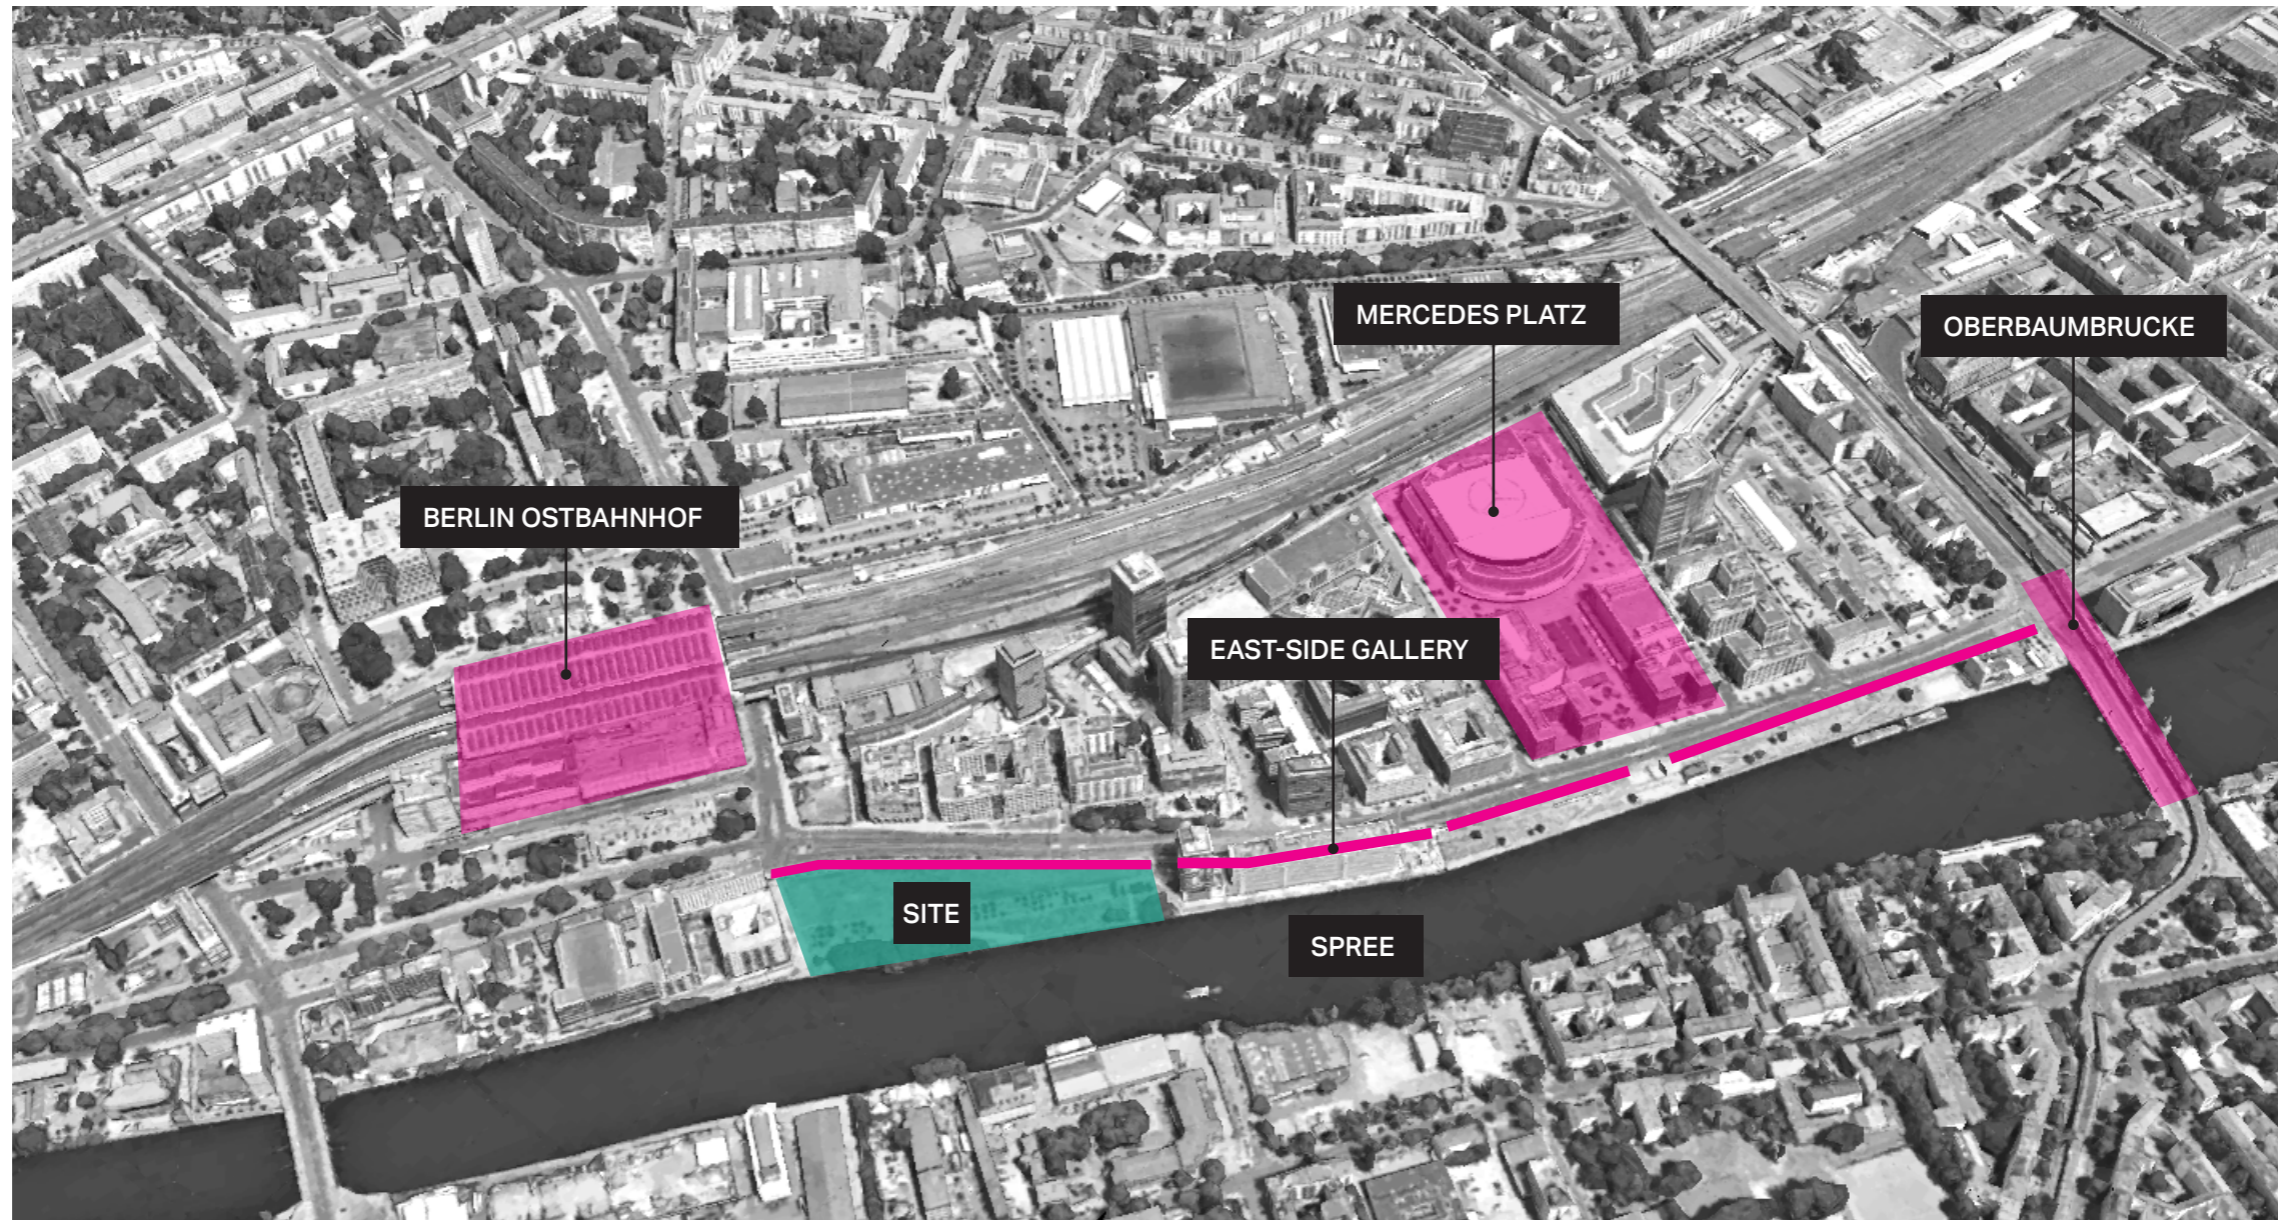 MERCEDES PLATZ
OBERBAUMBRUCKE
BERLIN OSTBAHNHOF
EAST-SIDE GALLERY
SITE
SPREE